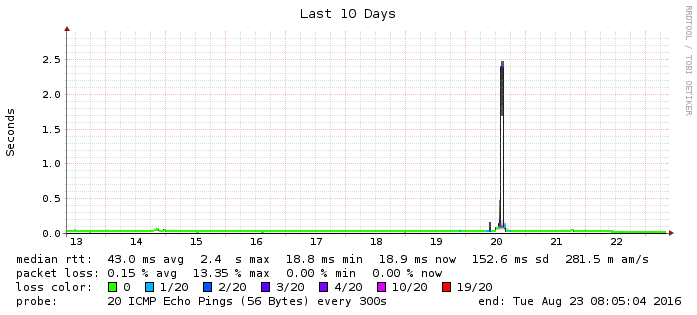 Last 10 Days
RRDTOOL / TOBI OETIKER
Seconds
2.5
2.0
1.5
1.0
0.5
0.0
13 14 15 16 17 18 19 20 21 22
median rtt: 43.0 ms avg 2.4 s max 18.8 ms min 18.9 ms now 152.6 ms sd 281.5 m am/s
packet loss: 0.15 % avg 13.35 % max 0.00 % min 0.00 % now
loss color: 0 1/20 2/20 3/20 4/20 10/20 19/20
probe: 20 ICMP Echo Pings (56 Bytes) every 300s end: Tue Aug 23 08:05:04 2016